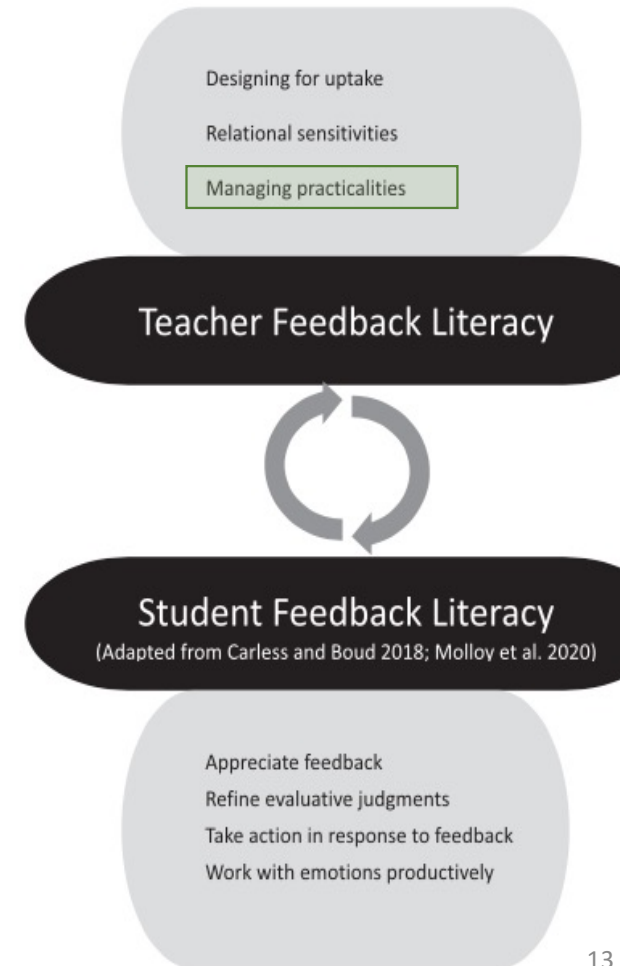 Designing for uptake
Relational sensitivities
Managing practicalities
Teacher Feedback Literacy
Student Feedback Literacy
(Adapted from Carless and Boud 2018; Molloy et al. 2020)
Appreciate feedback
Refine evaluative judgments
Take action in response to feedback
Work with emotions productively
13